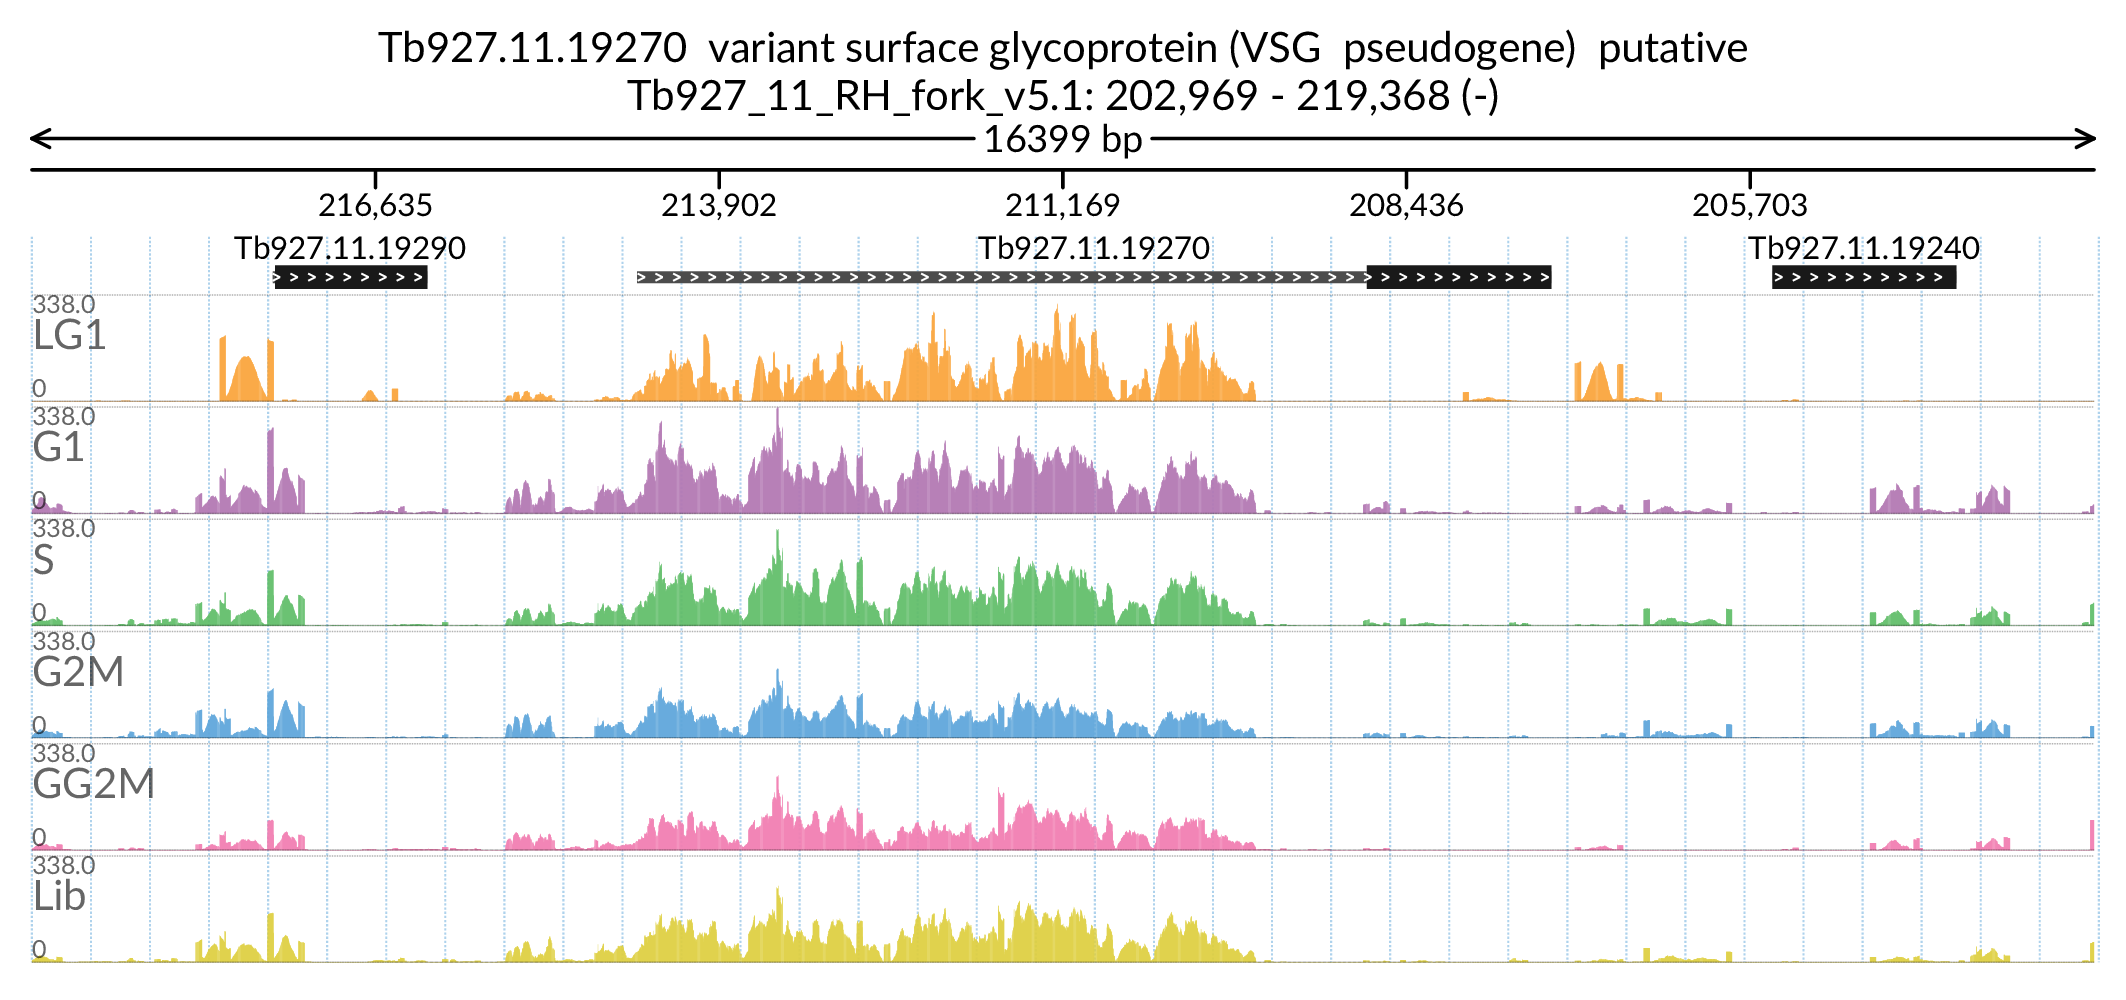 Tb927.11.19270  variant surface glycoprotein (VSG  pseudogene)  putative
Tb927_11_RH_fork_v5.1: 202,969 - 219,368 (-)
16399 bp
216,635 213,902 211,169 208,436 205,703
Tb927.11.19290 Tb927.11.19270 Tb927.11.19240
338.0
LG1
0
338.0
G1
0
338.0
S
0
338.0
G2M
0
338.0
GG2M
0
338.0
Lib
0